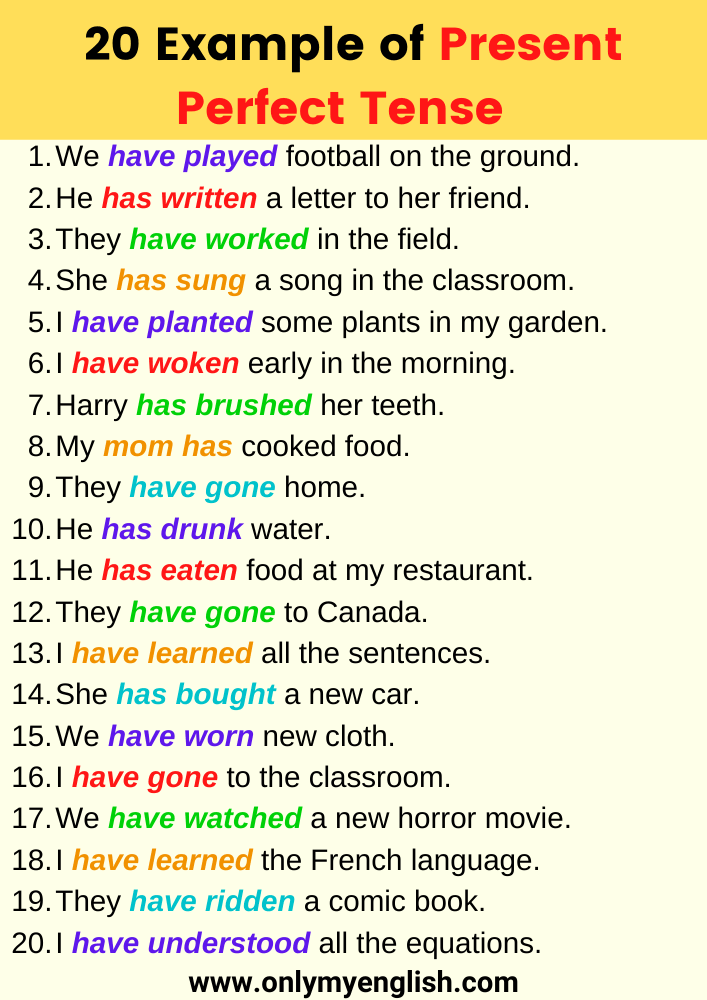 20 Example of Present
Perfect Tense
1. We have played football on the ground.
2. He has written a letter to her friend.
3. They have worked in the field.
4. She has sung a song in the classroom.
5. I have planted some plants in my garden.
6. I have woken early in the morning.
7. Harry has brushed her teeth.
8. My mom has cooked food.
9. They have gone home.
10. He has drunk water.
11. He has eaten food at my restaurant.
12. They have gone to Canada.
13. I have learned all the sentences.
14. She has bought a new car.
15. We have worn new cloth.
16. I have gone to the classroom.
17. We have watched a new horror movie.
18. I have learned the French language.
19. They have ridden a comic book.
20. I have understood all the equations.
www.onlymyenglish.com